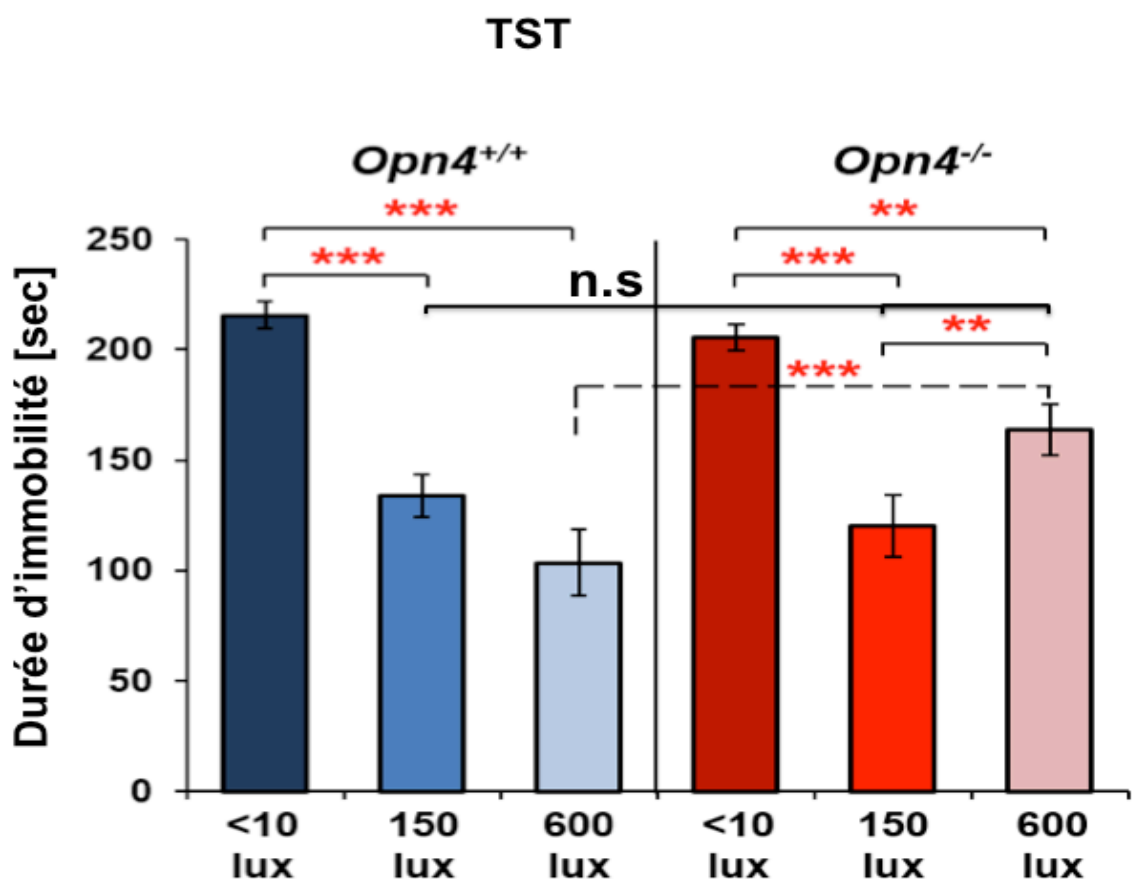 TST
Opn4+/+
Opn4-/-
***
**
***
***
n.s
**
***
Durée d'immobilité [sec]
250
200
150
100
50
0
<10 lux
150 lux
600 lux
<10 lux
150 lux
600 lux